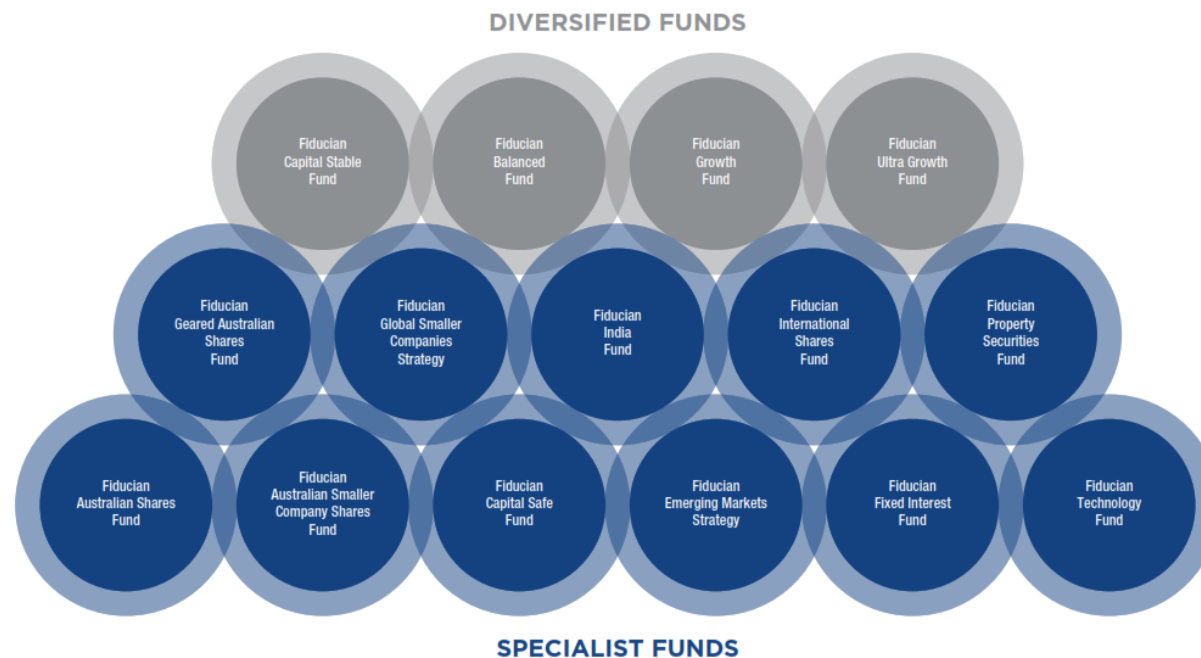 DIVERSIFIED FUNDS
Fiducian
Capital Stable
Fund
Fiducian
Balanced
Fund
Fiducian
Growth
Fund
Fiducian
Ultra Growth
Fund
Fiducian
Geared Australian
Shares
Fund
Fiducian
Global Smaller
Companies
Strategy
Fiducian
India
Fund
Fiducian
International
Shares
Fund
Fiducian
Property
Securities
Fund
Fiducian
Australian Shares
Fund
Fiducian
Australian Smaller
Company Shares
Fund
Fiducian
Capital Safe
Fund
Fiducian
Emerging Markets
Strategy
Fiducian
Fixed Interest
Fund
Fiducian
Technology
Fund
SPECIALIST FUNDS